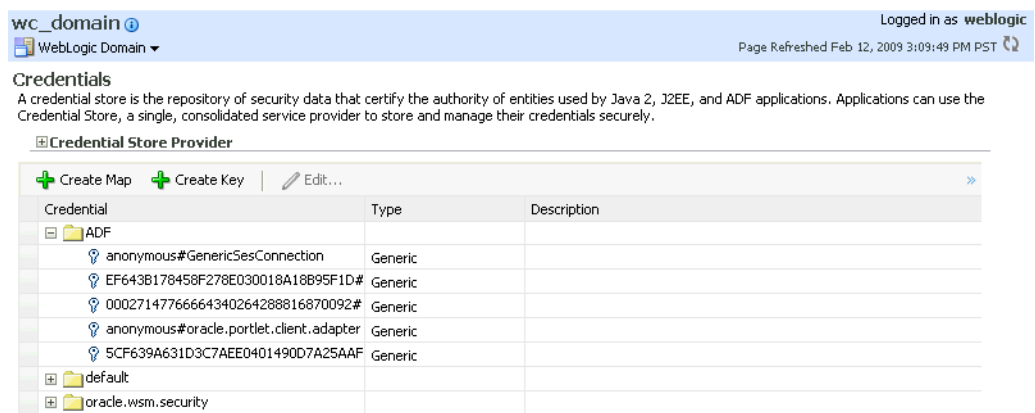 wc_domain
Logged in as weblogic
WebLogic Domain
Page Refreshed Feb 12, 2009 3:09:49 PM PST
Credentials
A credential store is the repository of security data that certify the authority of entities used by Java 2, J2EE, and ADF applications. Applications can use the
Credential Store, a single, consolidated service provider to store and manage their credentials securely.
Credential Store Provider
Create Map Create Key Edit... »
Credential Type Description
ADF
anonymous#GenericSesConnection Generic
EF643B178458F278E030018A18B95F1D# Generic
00027147766664340264288816870092# Generic
anonymous#oracle.portlet.client.adapter Generic
5CF639A631D3C7AEE0401490D7A25AAF Generic
default
oracle.wsm.security